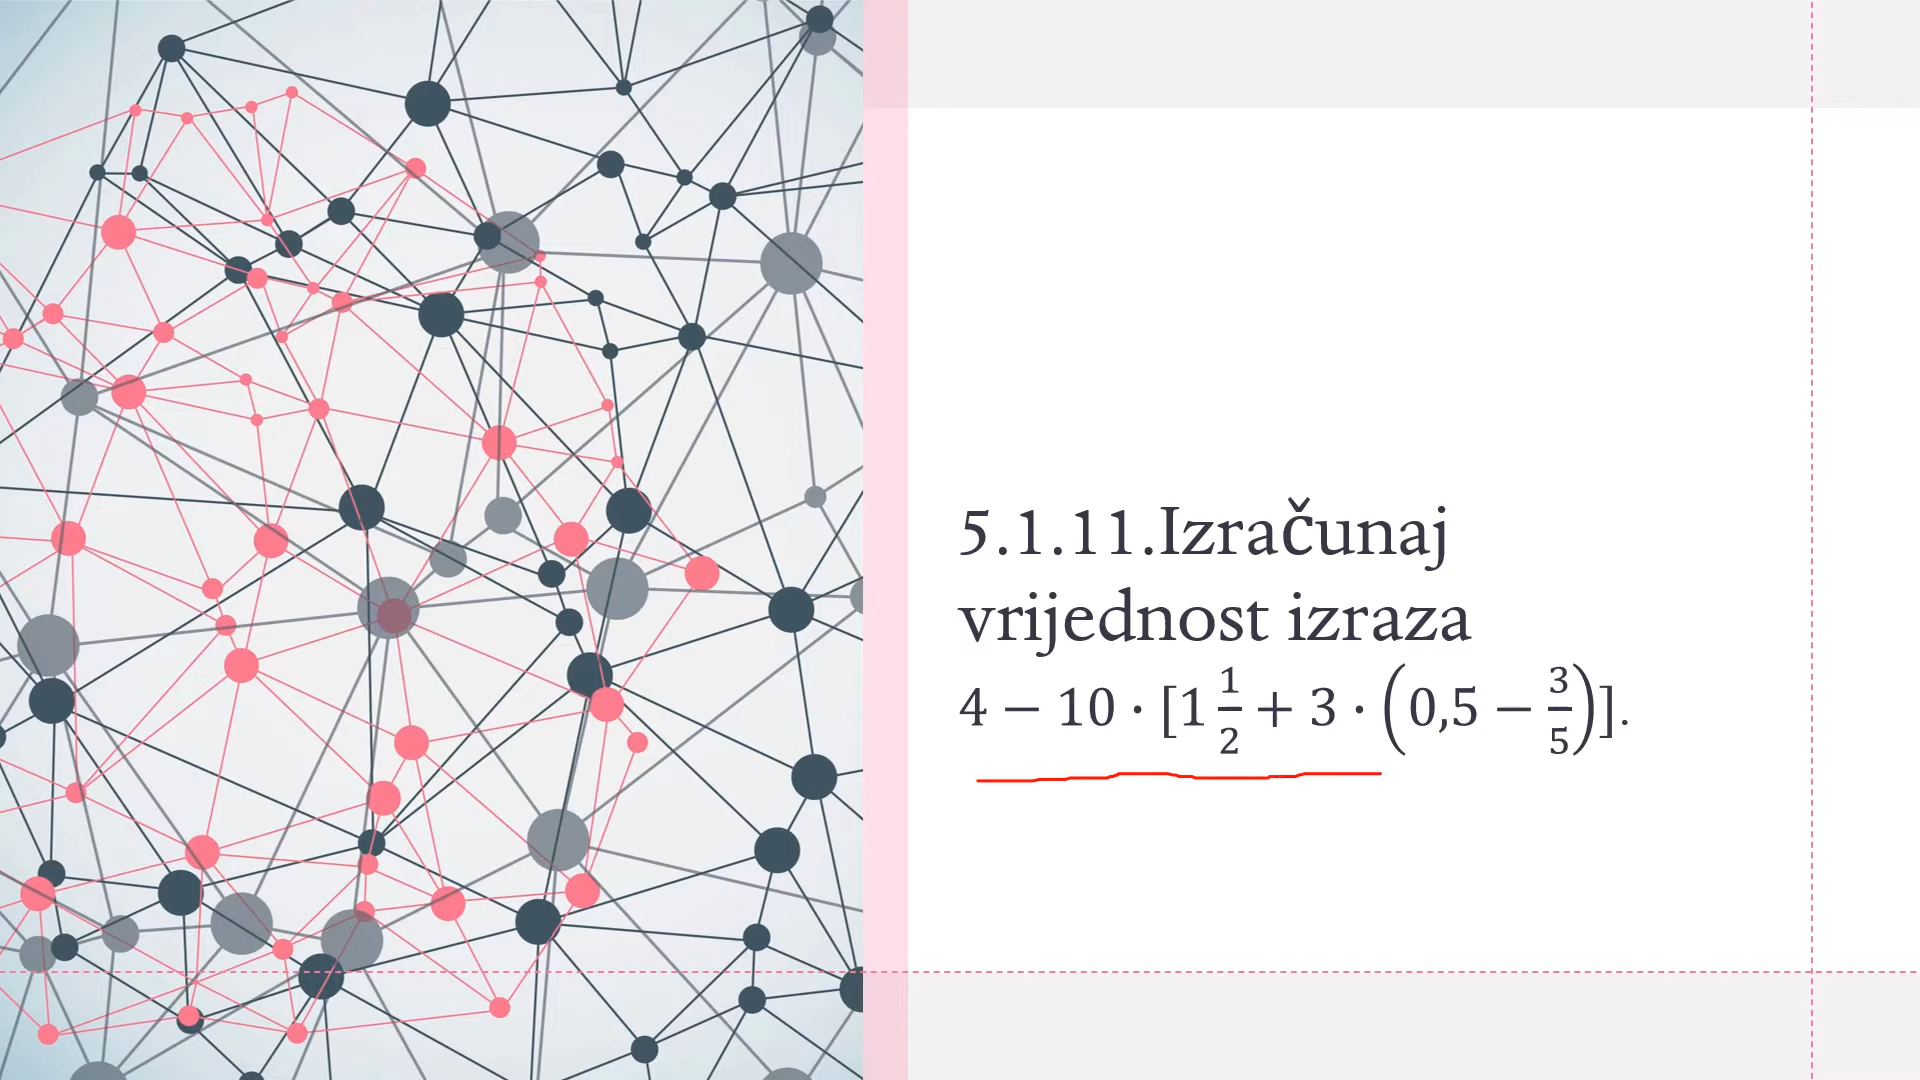 5.1.11.Izračunaj
vrijednost izraza
4 − 10 · [1 1/2 + 3 · (0,5 − 3/5)].